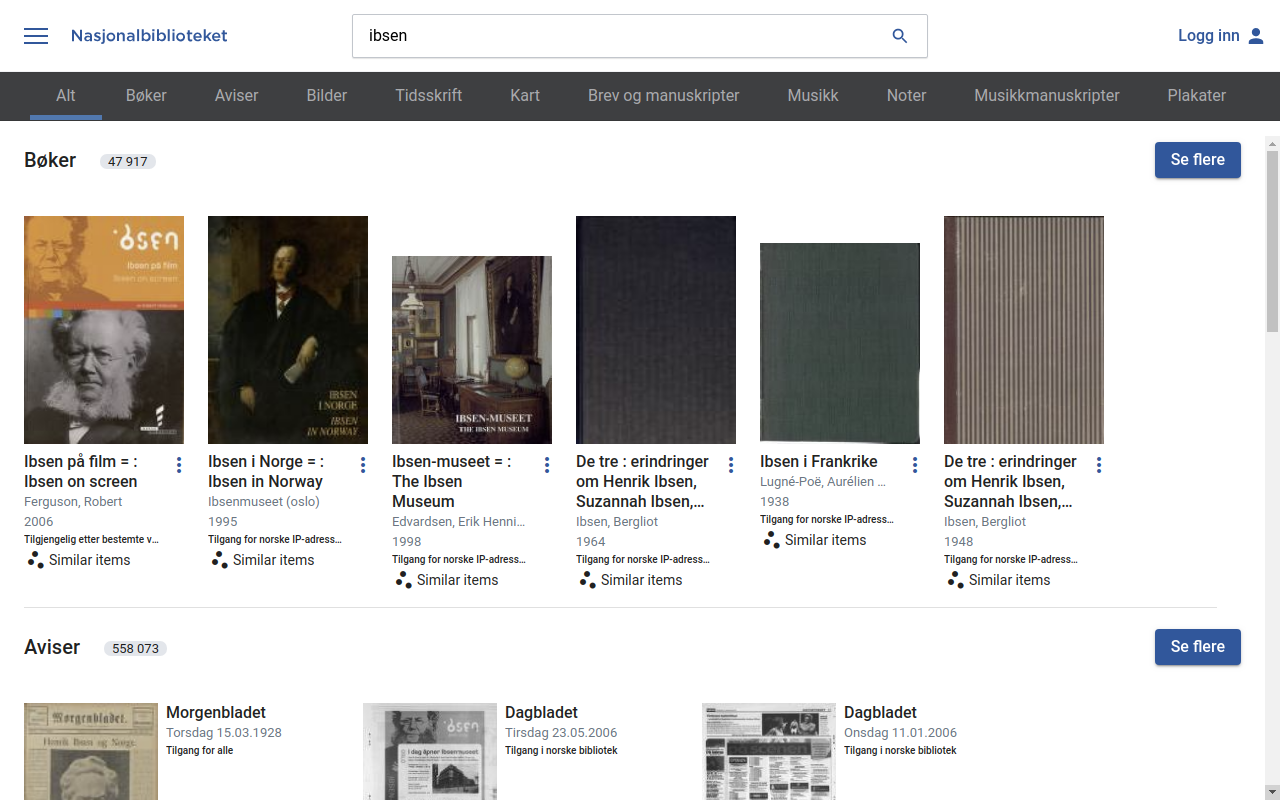 Nasjonalbiblioteket
ibsen
Logg inn
Alt
Bøker
Aviser
Bilder
Tidsskrift
Kart
Brev og manuskripter
Musikk
Noter
Musikkmanuskripter
Plakater
Bøker
47 917
Se flere
ibsen
Ibsen på film
Ibsen on screen
IBSEN
I NORGE
IBSEN
IN NORWAY
IBSEN-MUSEET
THE IBSEN MUSEUM
Ibsen på film = :
Ibsen on screen
Ferguson, Robert
2006
Tilgjengelig etter bestemte v...
Similar items
Ibsen i Norge = :
Ibsen in Norway
Ibsenmuseet (oslo)
1995
Tilgang for norske IP-adress...
Similar items
Ibsen-museet = :
The Ibsen
Museum
Edvardsen, Erik Henni...
1998
Tilgang for norske IP-adress...
Similar items
De tre : erindringer
om Henrik Ibsen,
Suzannah Ibsen,...
Ibsen, Bergliot
1964
Tilgang for norske IP-adress...
Similar items
Ibsen i Frankrike
Lugné-Poë, Aurélien ...
1938
Tilgang for norske IP-adress...
Similar items
De tre : erindringer
om Henrik Ibsen,
Suzannah Ibsen,...
Ibsen, Bergliot
1948
Tilgang for norske IP-adress...
Similar items
Aviser
558 073
Se flere
Morgenbladet.
Henrik Ibsen og Norge.
Morgenbladet
Torsdag 15.03.1928
Tilgang for alle
ibsen
I dag åpner Ibsenmuseet
Dagbladet
Tirsdag 23.05.2006
Tilgang i norske bibliotek
på scenen
Dagbladet
Onsdag 11.01.2006
Tilgang i norske bibliotek